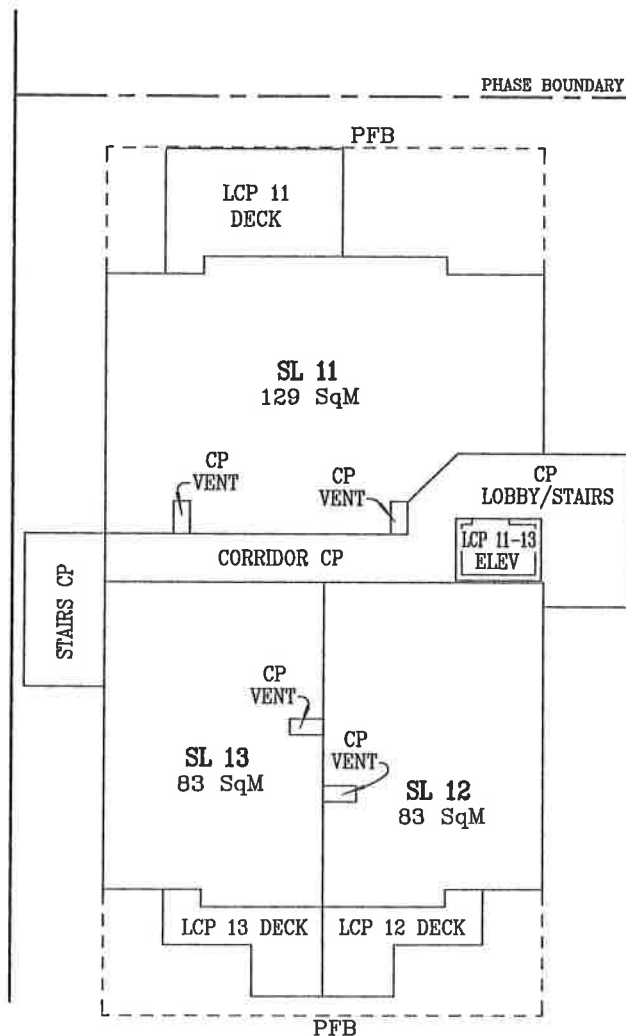 PHASE BOUNDARY
PFB
LCP 11
DECK
SL 11
129 SqM
CP
VENT
CP
VENT
CP
LOBBY/STAIRS
LCP 11-13
ELEV
CORRIDOR CP
STAIRS CP
CP
VENT
SL 13
83 SqM
CP
VENT
SL 12
83 SqM
LCP 13 DECK
LCP 12 DECK
PFB